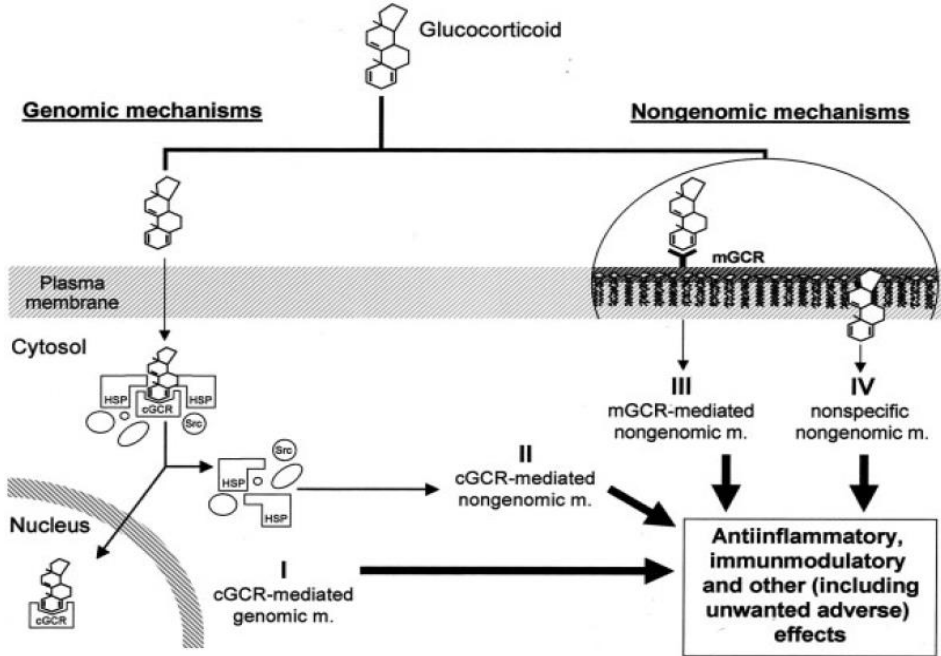 Glucocorticoid
Genomic mechanisms
Nongenomic mechanisms
mGCR
Plasma
membrane
Cytosol
HSP
HSP
cGCR
Src
III
mGCR-mediated
nongenomic m.
IV
nonspecific
nongenomic m.
Src
HSP
HSP
II
cGCR-mediated
nongenomic m.
Nucleus
cGCR
I
cGCR-mediated
genomic m.
Antiinflammatory,
immunmodulatory
and other (including
unwanted adverse)
effects